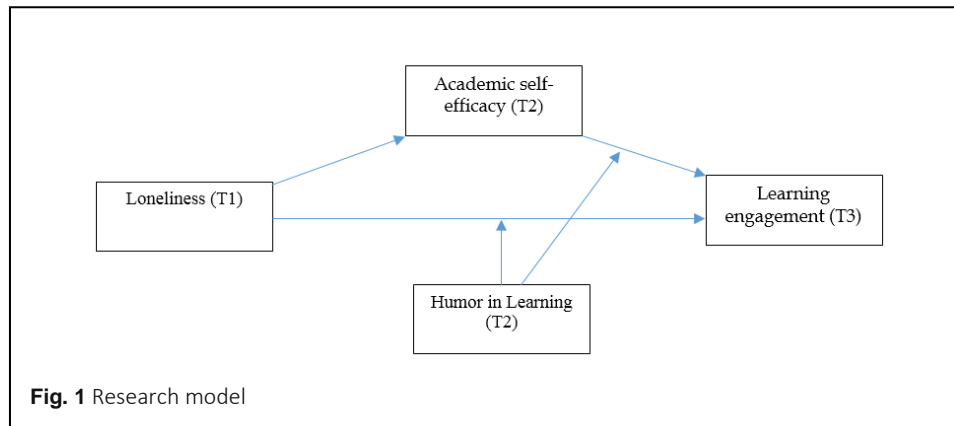 Academic self-
efficacy (T2)
Loneliness (T1)
Learning
engagement (T3)
Humor in Learning
(T2)
Fig. 1 Research model